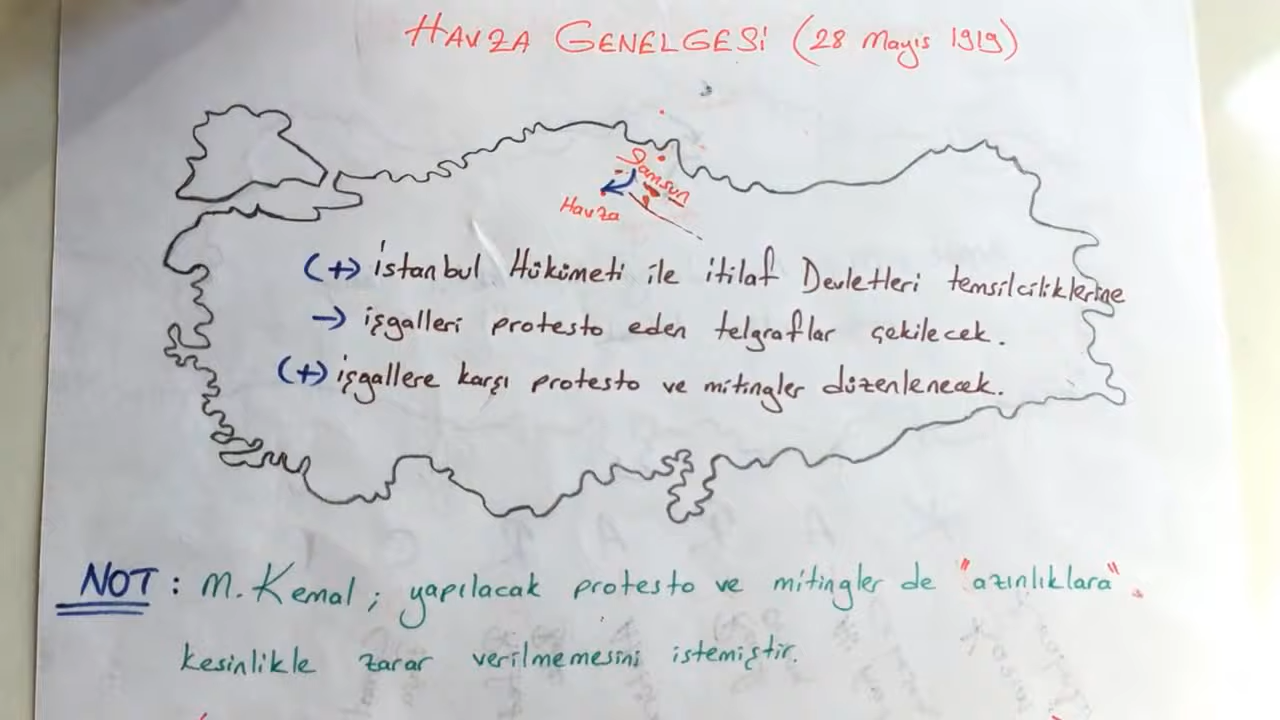 HAVZA GENELGESİ (28 Mayıs 1919)
Samsun
Havza
(+) İstanbul Hükümeti ile itilaf Devletleri temsilciliklerine
→ işgalleri protesto eden telgraflar çekilecek.
(+) işgallere karşı protesto ve mitingler düzenlenecek.
NOT: M. Kemal; yapılacak protesto ve mitingler de "azınlıklara".
kesinlikle zarar verilmemesini istemiştir.